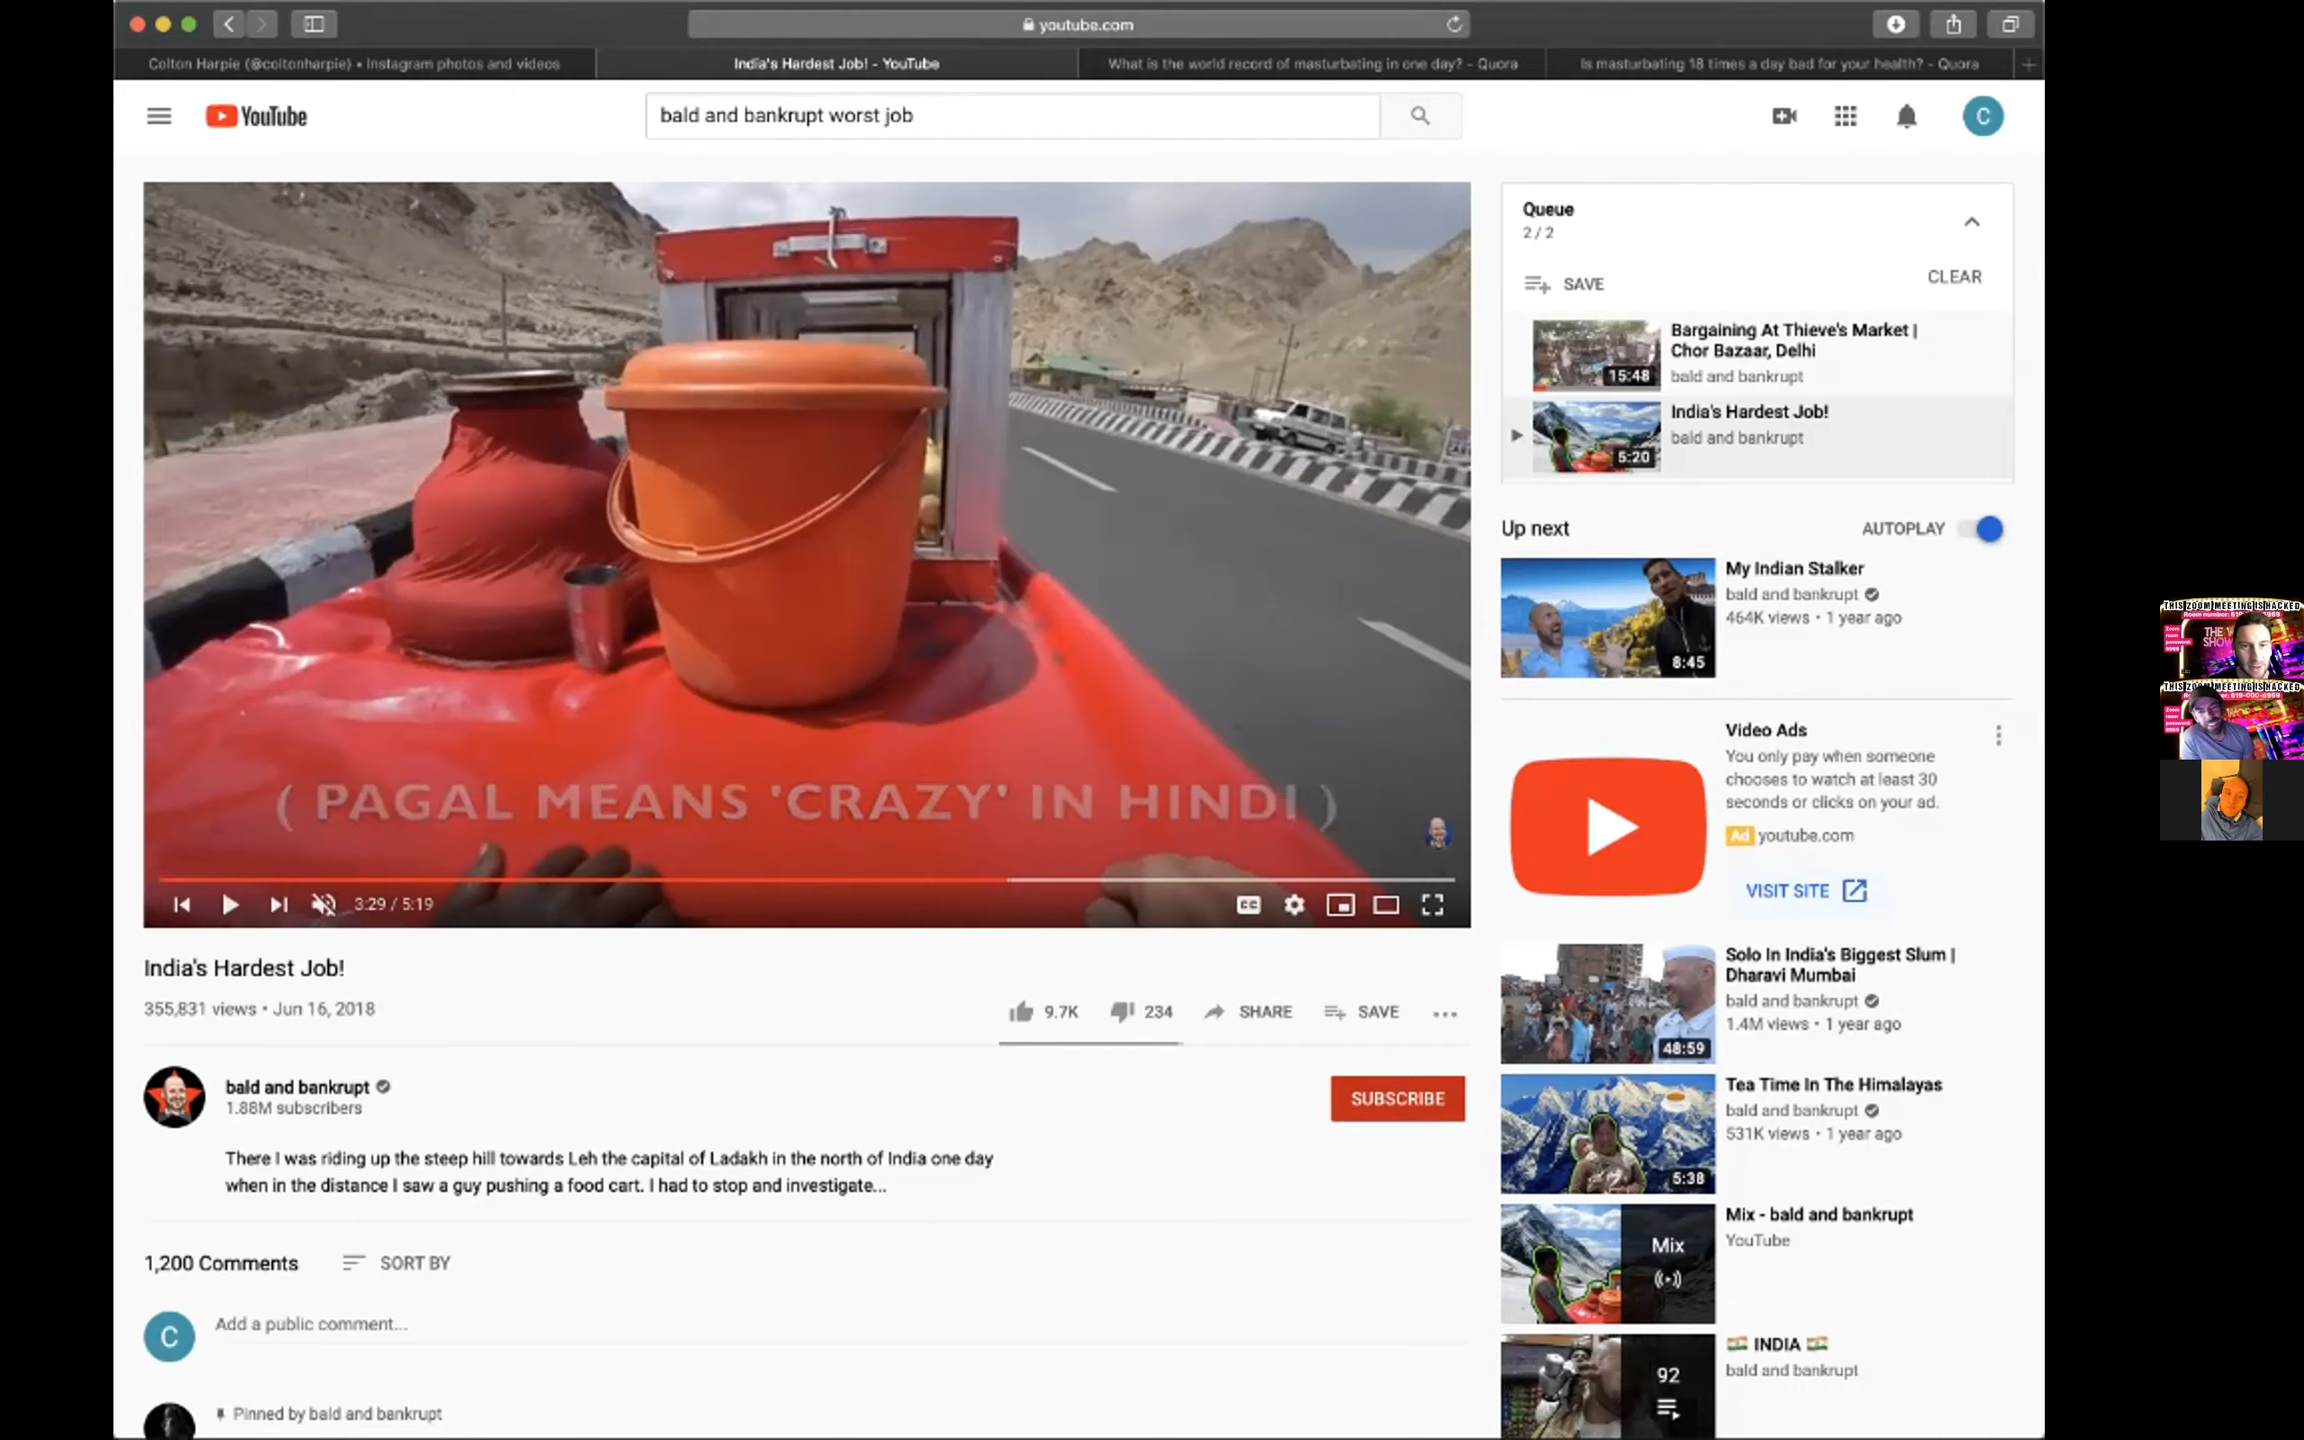 youtube.com
Colton Harpie (@coltonharpie) • Instagram photos and videos
India's Hardest Job! - YouTube
What is the world record of masturbating in one day? - Quora
Is masturbating 18 times a day bad for your health? - Quora
YouTube
bald and bankrupt worst job
C
( PAGAL MEANS 'CRAZY' IN HINDI )
3:29 / 5:19
CC
India's Hardest Job!
355,831 views • Jun 16, 2018
9.7K
234
SHARE
SAVE
bald and bankrupt
1.88M subscribers
SUBSCRIBE
There I was riding up the steep hill towards Leh the capital of Ladakh in the north of India one day
when in the distance I saw a guy pushing a food cart. I had to stop and investigate...
1,200 Comments
SORT BY
C
Add a public comment...
Pinned by bald and bankrupt
Queue
2 / 2
SAVE
CLEAR
Bargaining At Thieve's Market |
Chor Bazaar, Delhi
bald and bankrupt
15:48
India's Hardest Job!
bald and bankrupt
5:20
Up next
AUTOPLAY
My Indian Stalker
bald and bankrupt
464K views • 1 year ago
8:45
Video Ads
You only pay when someone
chooses to watch at least 30
seconds or clicks on your ad.
Ad youtube.com
VISIT SITE
Solo In India's Biggest Slum |
Dharavi Mumbai
bald and bankrupt
1.4M views • 1 year ago
48:59
Tea Time In The Himalayas
bald and bankrupt
531K views • 1 year ago
5:38
Mix - bald and bankrupt
YouTube
Mix
🇮🇳 INDIA 🇮🇳
bald and bankrupt
92
THIS ZOOM MEETING IS HACKED
THIS ZOOM MEETING IS HACKED